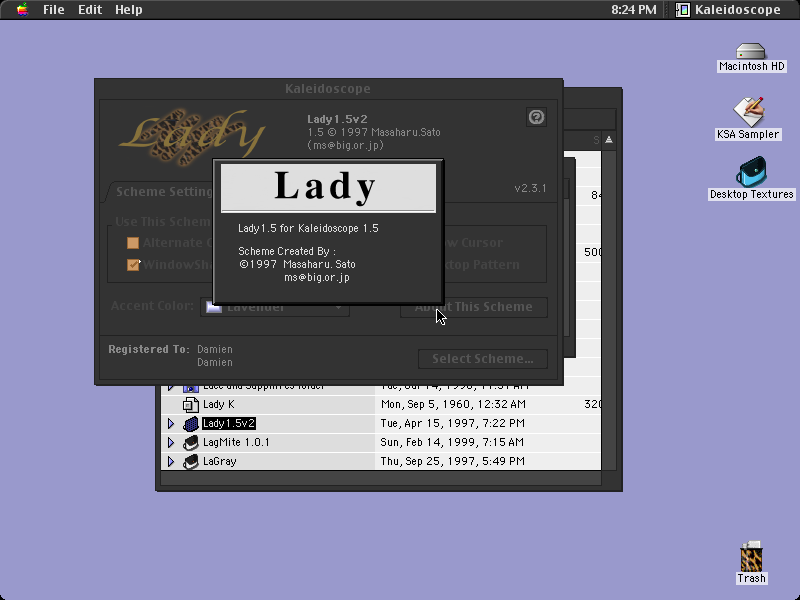 File Edit Help
8:24 PM Kaleidoscope
Macintosh HD
KSA Sampler
Desktop Textures
Trash
Kaleidoscope
Lady
Lady1.5v2
1.5 © 1997 Masaharu.Sato
(ms@big.or.jp)
v2.3.1
Scheme Setting
Use This Schem
Alternate
WindowSha
w Cursor
top Pattern
Accent Color: Lavender
About This Scheme
Registered To: Damien
Damien
Select Scheme...
Lady
Lady1.5 for Kaleidoscope 1.5
Scheme Created By :
©1997 Masaharu. Sato
ms@big.or.jp
S
84
500
Lace and Sapphires folder Tue, Jul 14, 1998, 11:51 AM
Lady K Mon, Sep 5, 1960, 12:32 AM 320
Lady1.5v2 Tue, Apr 15, 1997, 7:22 PM
LagMite 1.0.1 Sun, Feb 14, 1999, 7:15 AM
LaGray Thu, Sep 25, 1997, 5:49 PM